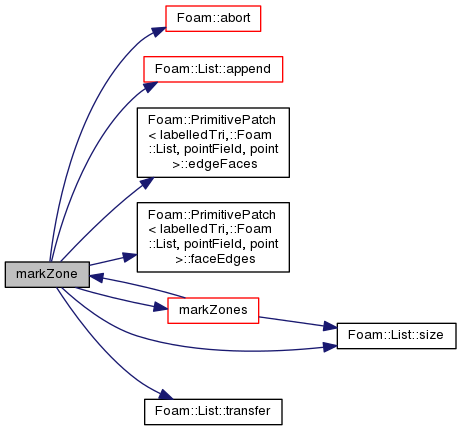 Foam::abort
Foam::List::append
Foam::PrimitivePatch
< labelledTri,::Foam
::List, pointField, point
>::edgeFaces
Foam::PrimitivePatch
< labelledTri,::Foam
::List, pointField, point
>::faceEdges
markZone
markZones
Foam::List::size
Foam::List::transfer